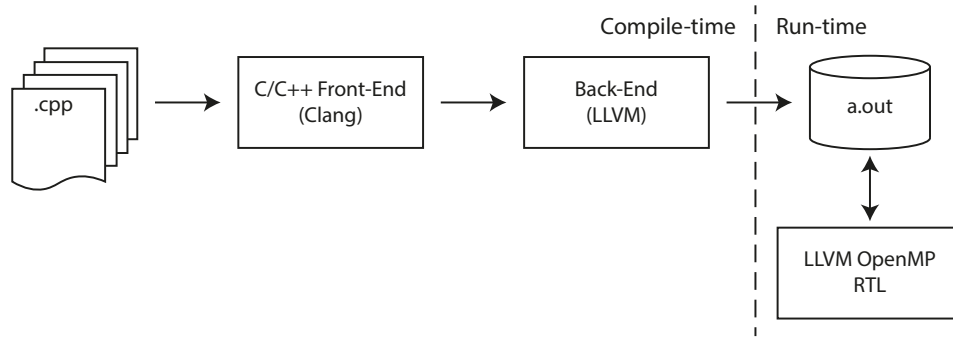 Compile-time
Run-time
.cpp
C/C++ Front-End
(Clang)
Back-End
(LLVM)
a.out
LLVM OpenMP
RTL